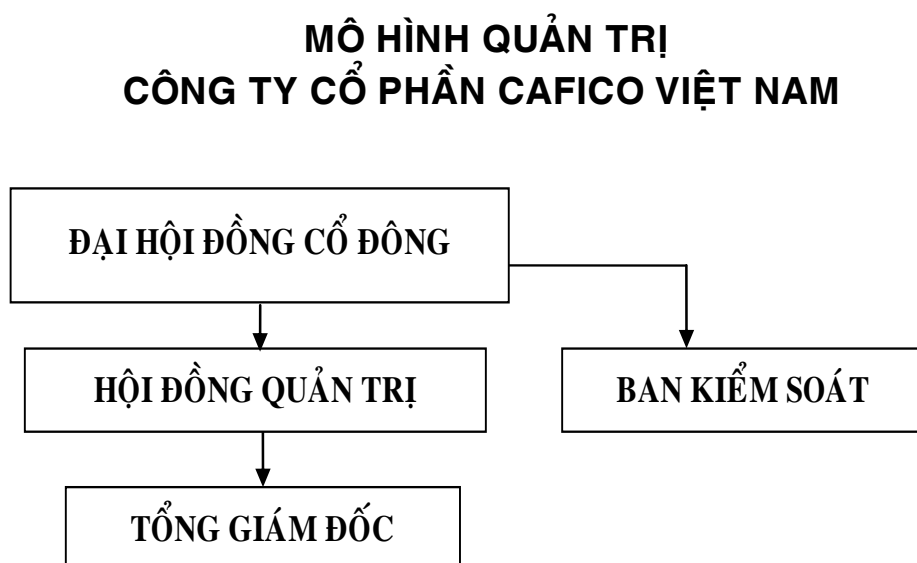 MÔ HÌNH QUẢN TRỊ
CÔNG TY CỔ PHẦN CAFICO VIỆT NAM
ĐẠI HỘI ĐỒNG CỔ ĐÔNG
HỘI ĐỒNG QUẢN TRỊ
BAN KIỂM SOÁT
TỔNG GIÁM ĐỐC